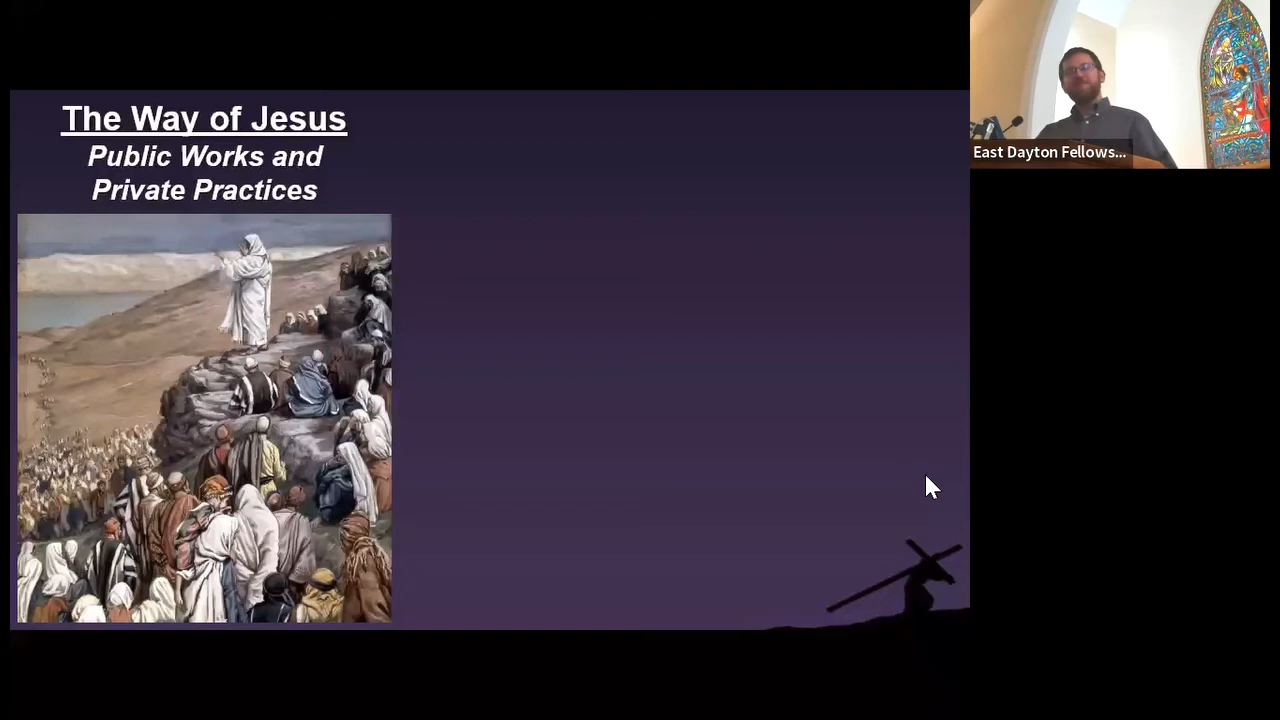 The Way of Jesus
Public Works and
Private Practices
East Dayton Fellows...